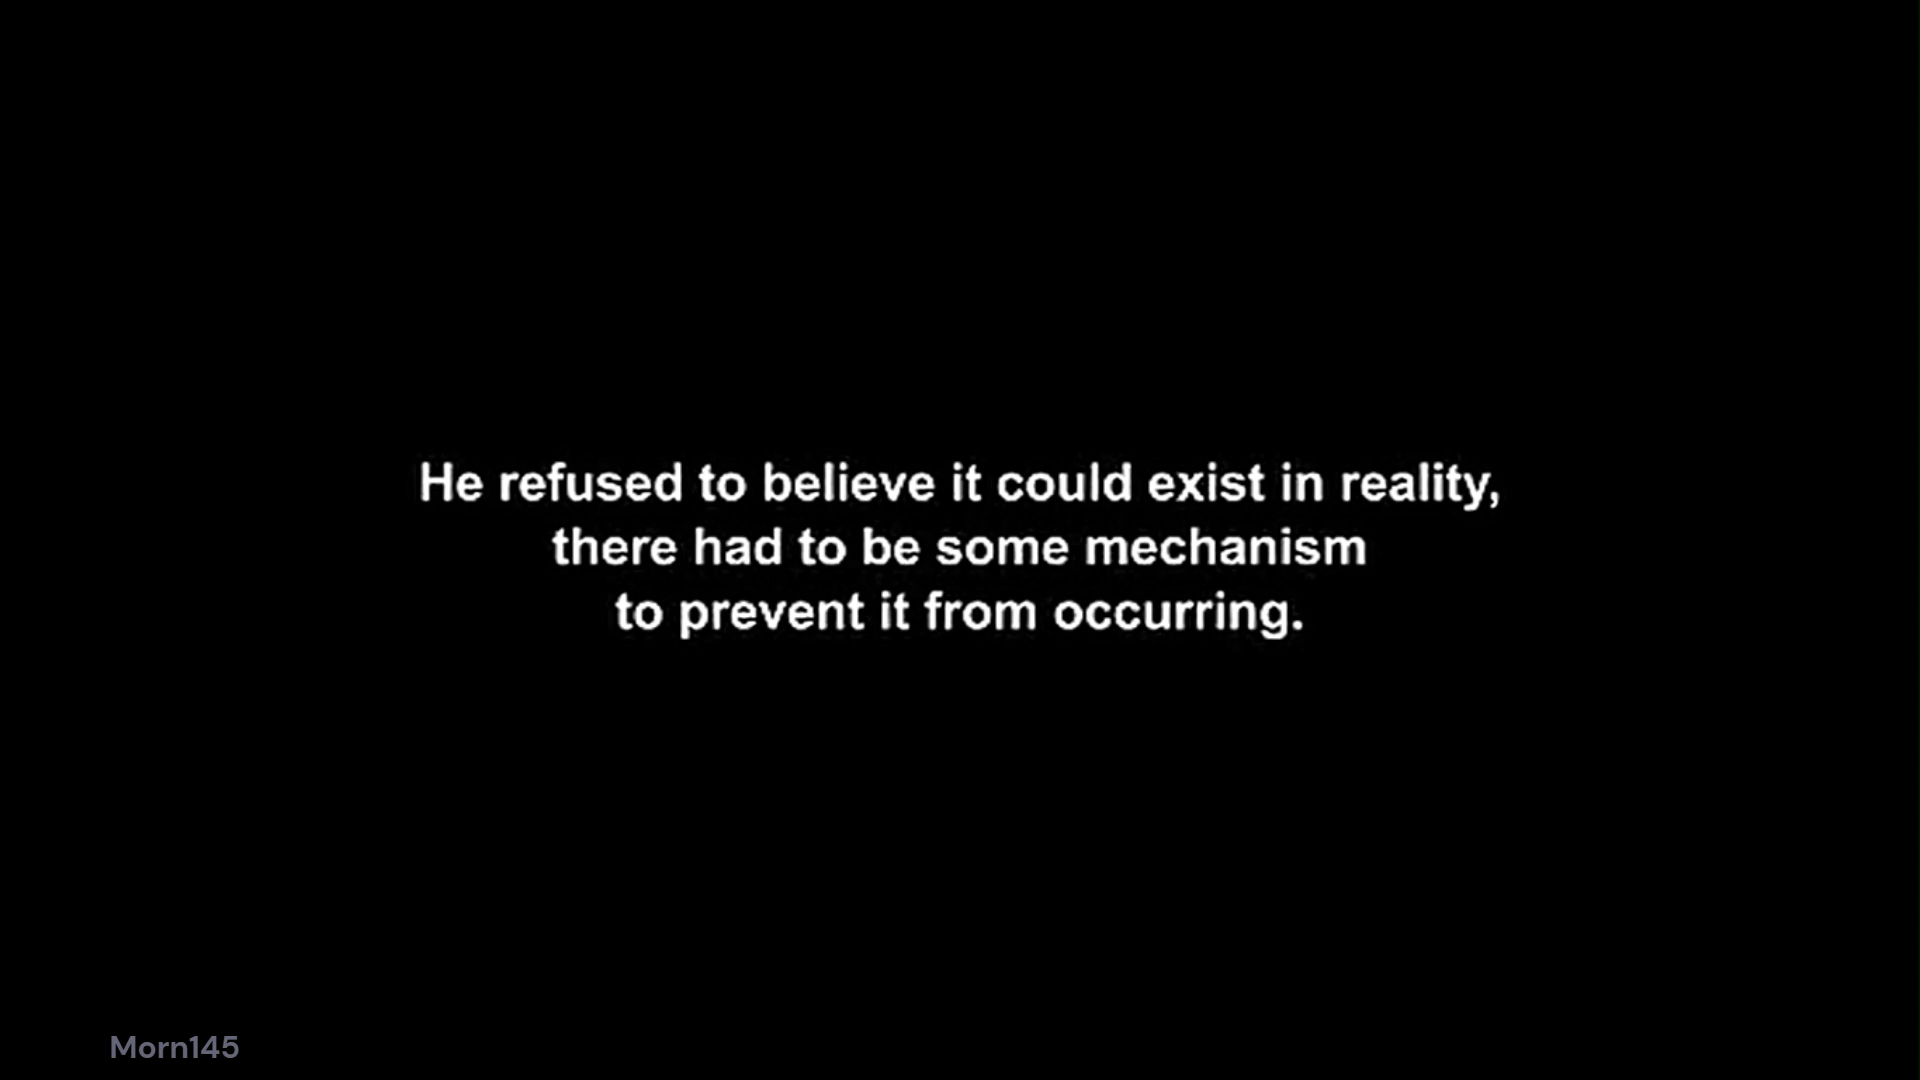 He refused to believe it could exist in reality,
there had to be some mechanism
to prevent it from occurring.
Morn145